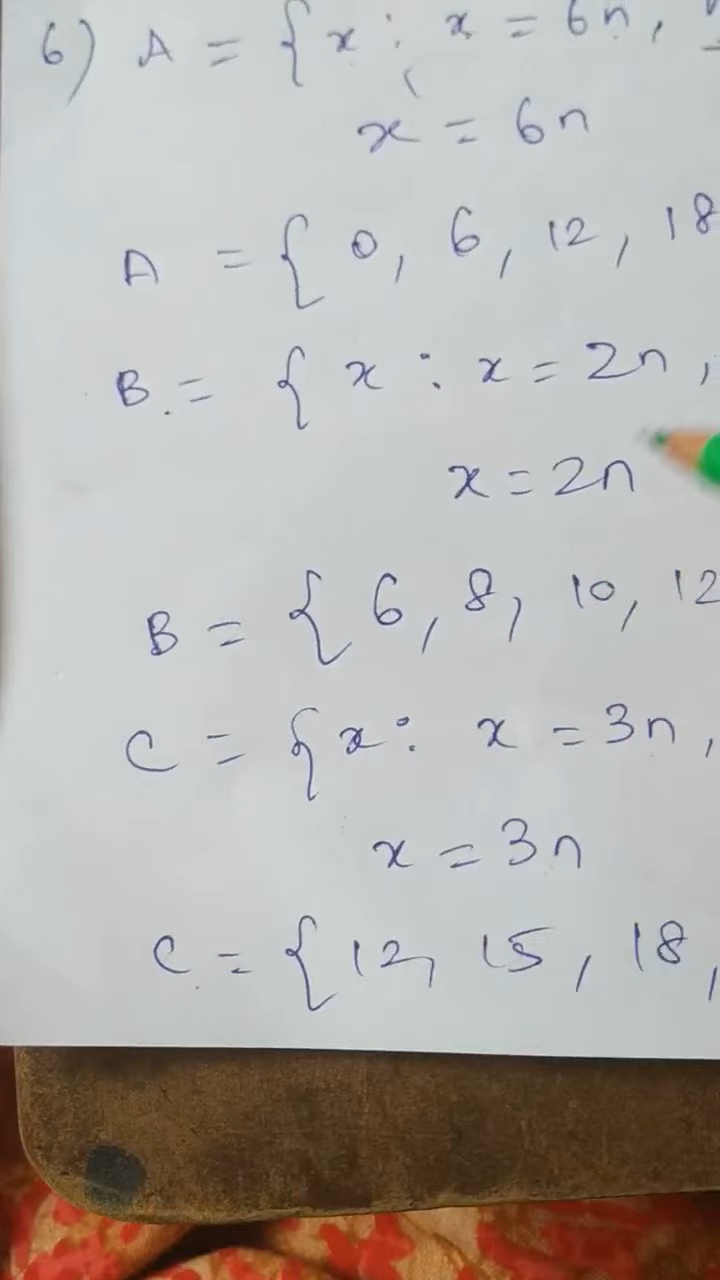 6) A = { x : x = 6n,
x = 6n
A = { 0, 6, 12, 18
B = { x : x = 2n,
x = 2n
B = { 6, 8, 10, 12
C = { x : x = 3n,
x = 3n
C = { 12, 15, 18,